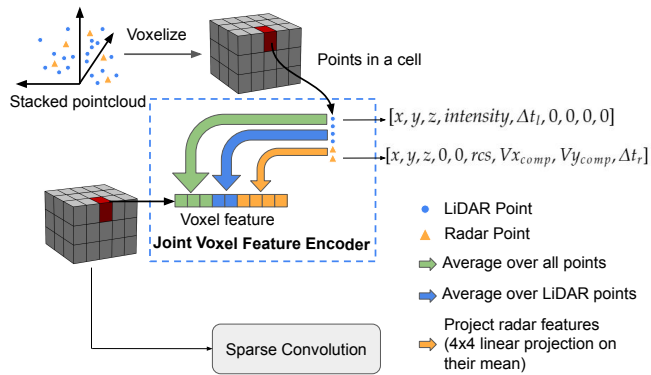 Voxelize
Stacked pointcloud
Points in a cell
[x, y, z, intensity, Δt_l, 0, 0, 0, 0]
[x, y, z, 0, 0, rcs, Vx_comp, Vy_comp, Δt_r]
Voxel feature
Joint Voxel Feature Encoder
LiDAR Point
Radar Point
Average over all points
Average over LiDAR points
Project radar features
(4x4 linear projection on
their mean)
Sparse Convolution